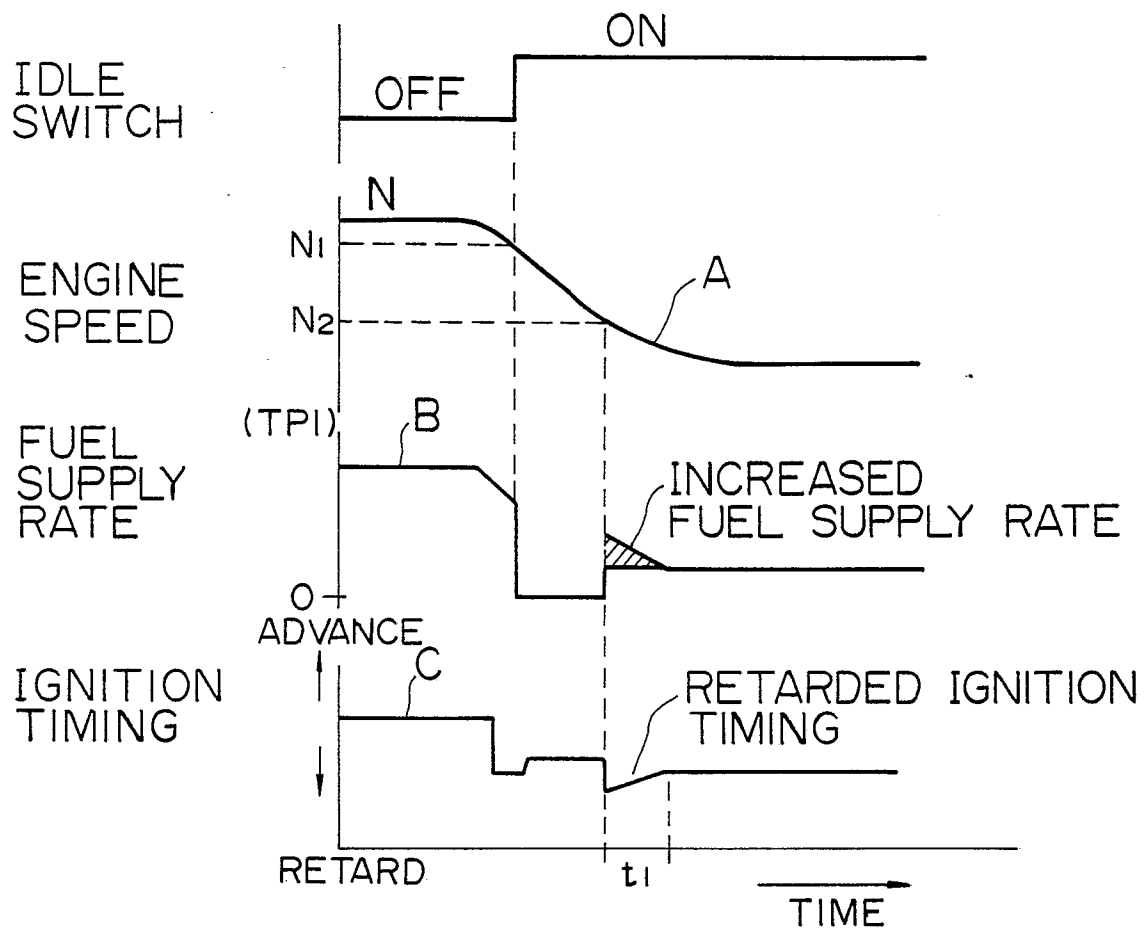 ON
IDLE
SWITCH
OFF
N
N1
ENGINE
SPEED
A
N2
(TP1)
B
FUEL
SUPPLY
RATE
INCREASED
FUEL SUPPLY RATE
0
ADVANCE
IGNITION
TIMING
C
RETARDED IGNITION
TIMING
RETARD
t1
TIME